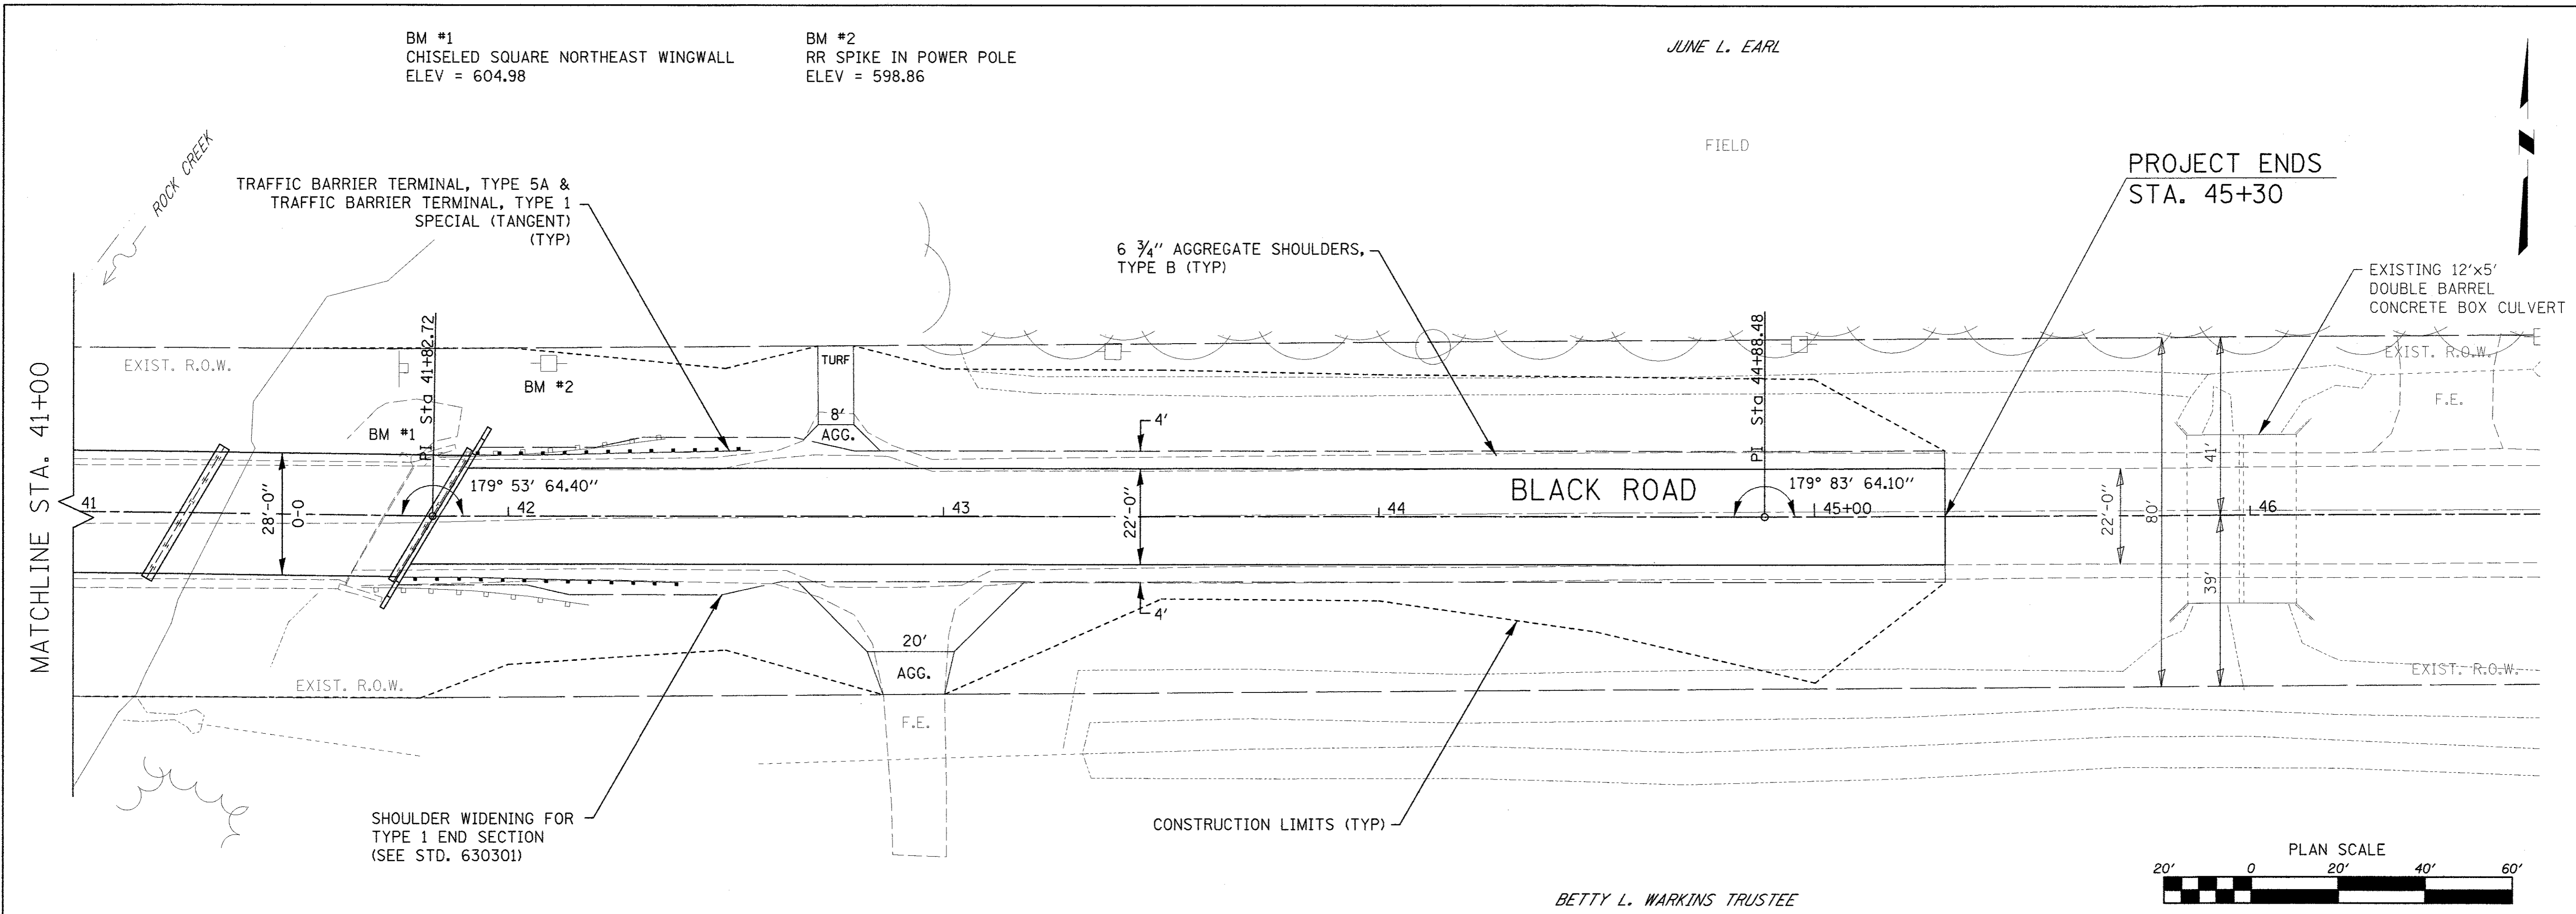 BM #1
CHISELED SQUARE NORTHEAST WINGWALL
ELEV = 604.98
BM #2
RR SPIKE IN POWER POLE
ELEV = 598.86
JUNE L. EARL
ROCK CREEK
FIELD
TRAFFIC BARRIER TERMINAL, TYPE 5A &
TRAFFIC BARRIER TERMINAL, TYPE 1
SPECIAL (TANGENT)
(TYP)
PROJECT ENDS
STA. 45+30
6 3/4" AGGREGATE SHOULDERS,
TYPE B (TYP)
EXISTING 12'x5'
DOUBLE BARREL
CONCRETE BOX CULVERT
MATCHLINE STA. 41+00
EXIST. R.O.W.
PI Sta 41+82.72
BM #2
TURF
PI Sta 44+88.48
EXIST. R.O.W.
F.E.
BM #1
8'
AGG.
4'
41'
179° 53' 64.40"
BLACK ROAD
179° 83' 64.10"
41
28'-0"
0-0
42
43
22'-0"
44
45+00
22'-0"
80'
46
39'
4'
20'
AGG.
EXIST. R.O.W.
EXIST. R.O.W.
F.E.
SHOULDER WIDENING FOR
TYPE 1 END SECTION
(SEE STD. 630301)
CONSTRUCTION LIMITS (TYP)
PLAN SCALE
20' 0 20' 40' 60'
BETTY L. WARKINS TRUSTEE